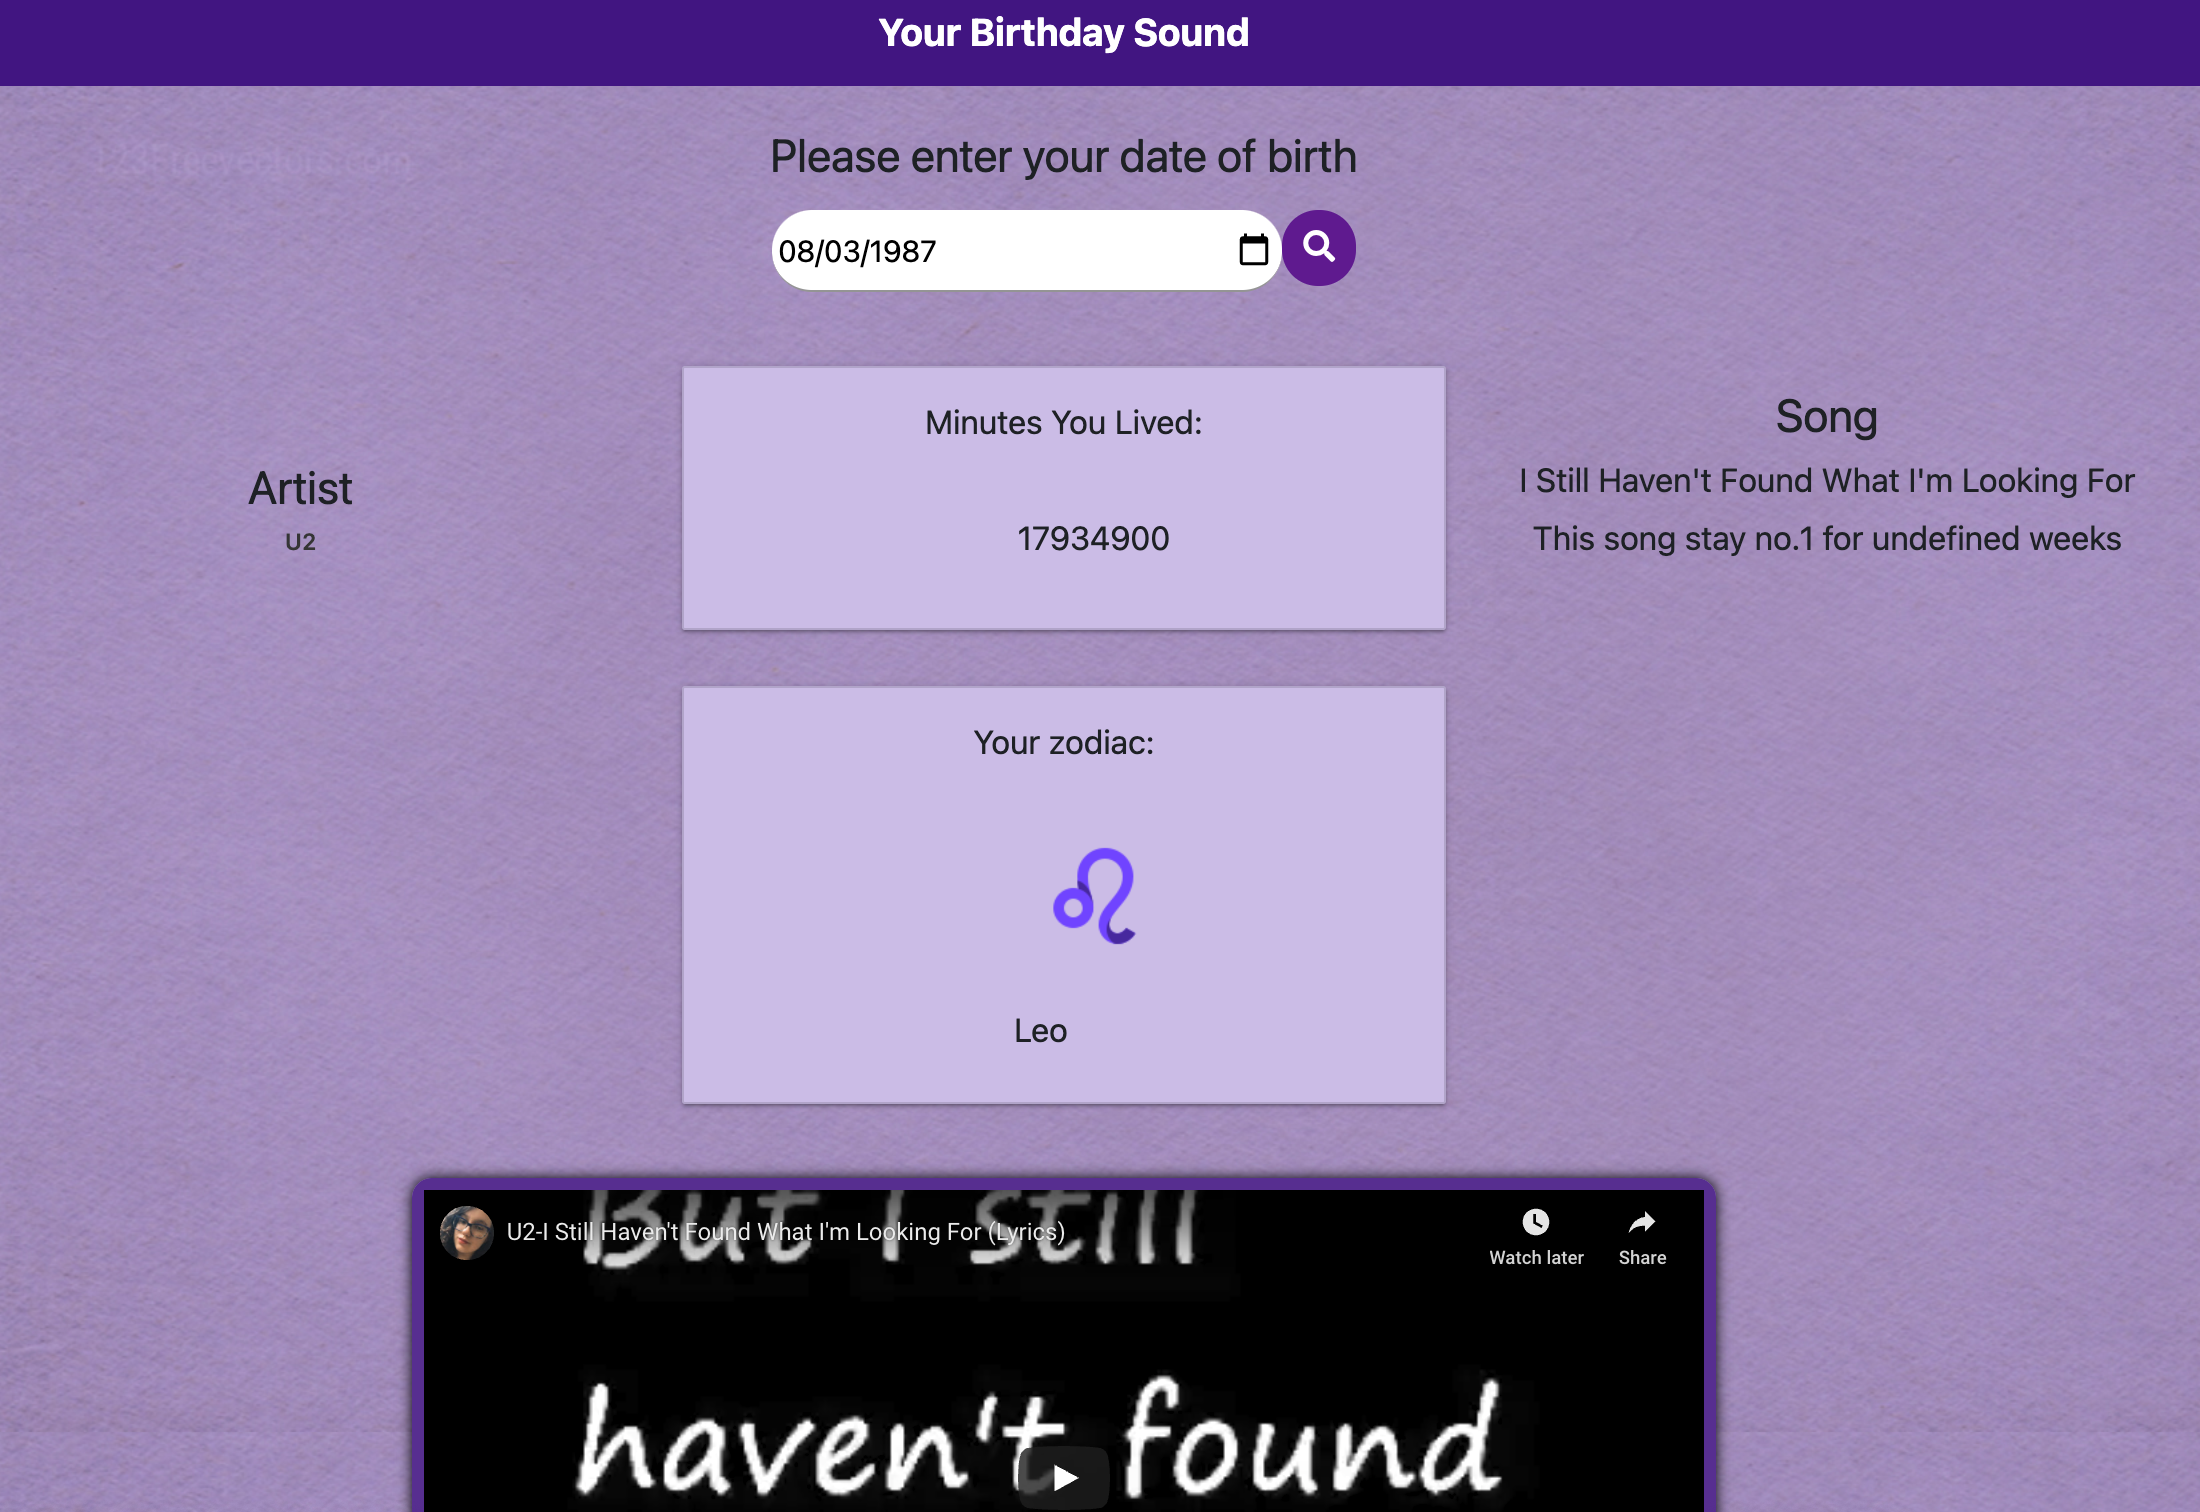 Your Birthday Sound
123Freevectors.com
Please enter your date of birth
08/03/1987
Artist
U2
Minutes You Lived:
17934900
Song
I Still Haven't Found What I'm Looking For
This song stay no.1 for undefined weeks
Your zodiac:
Leo
U2-I Still Haven't Found What I'm Looking For (Lyrics)
Watch later
Share
But I still
haven't found